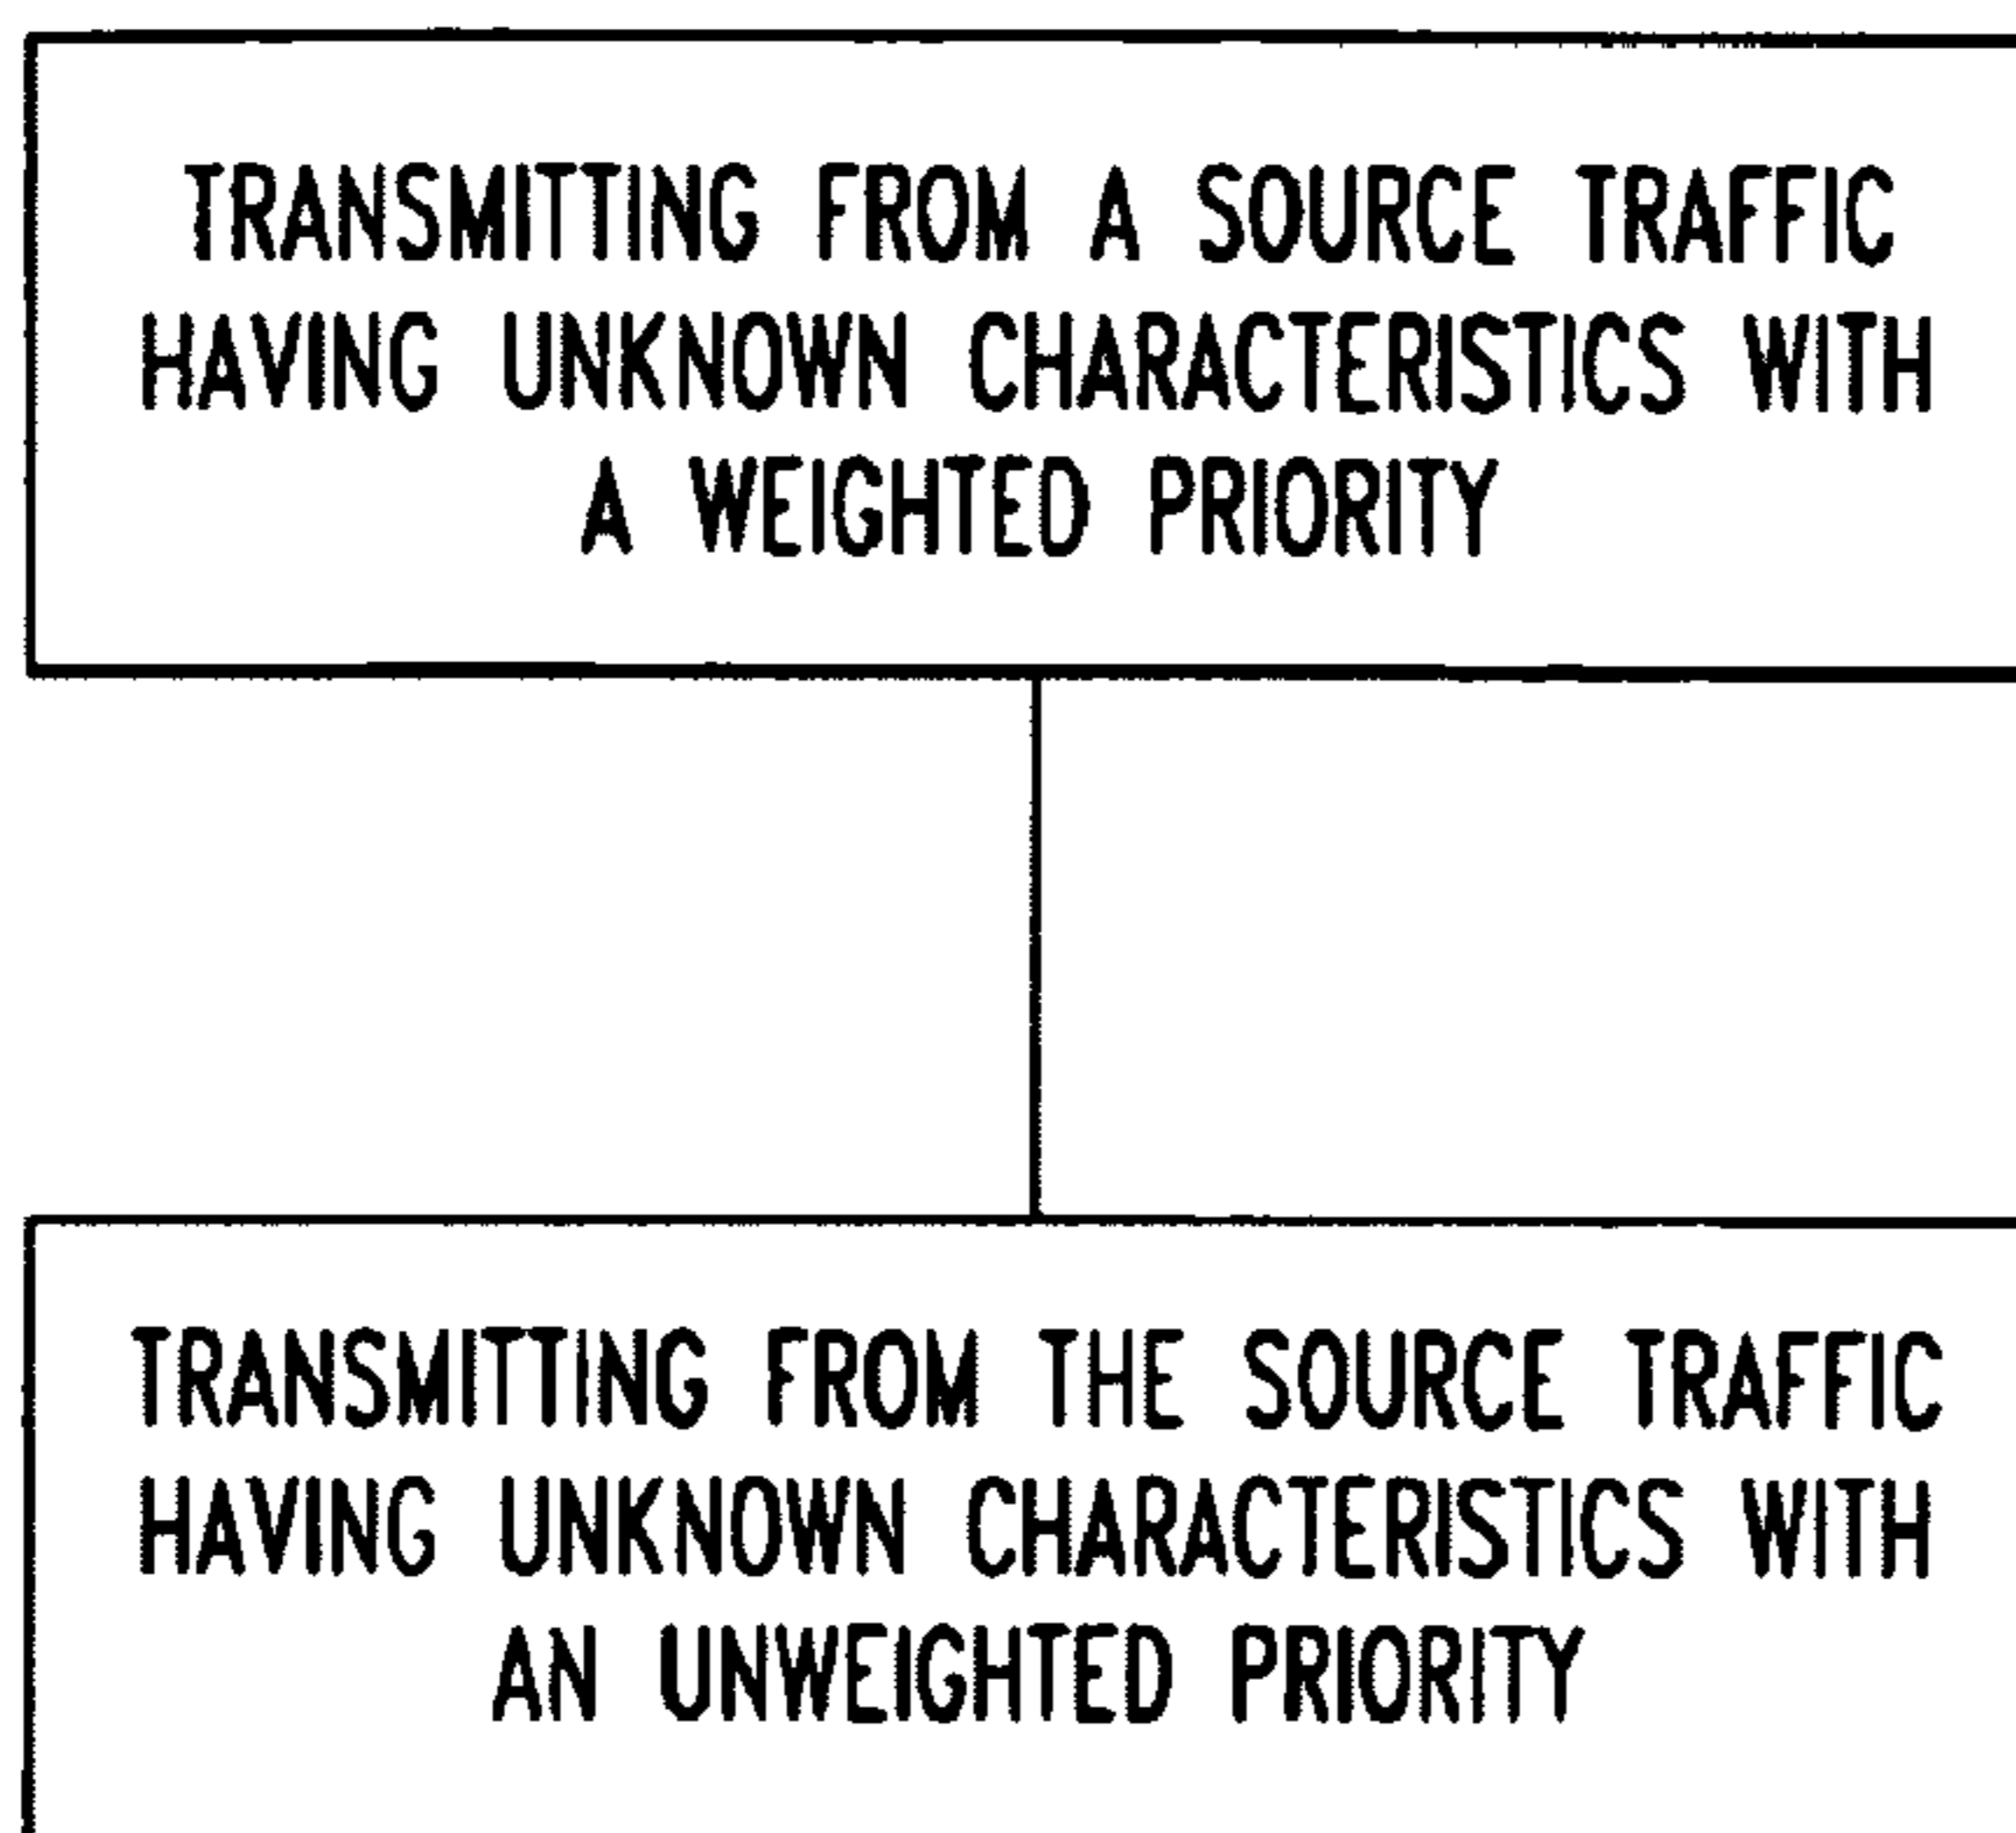 TRANSMITTING FROM A SOURCE TRAFFIC
HAVING UNKNOWN CHARACTERISTICS WITH
A WEIGHTED PRIORITY
TRANSMITTING FROM THE SOURCE TRAFFIC
HAVING UNKNOWN CHARACTERISTICS WITH
AN UNWEIGHTED PRIORITY